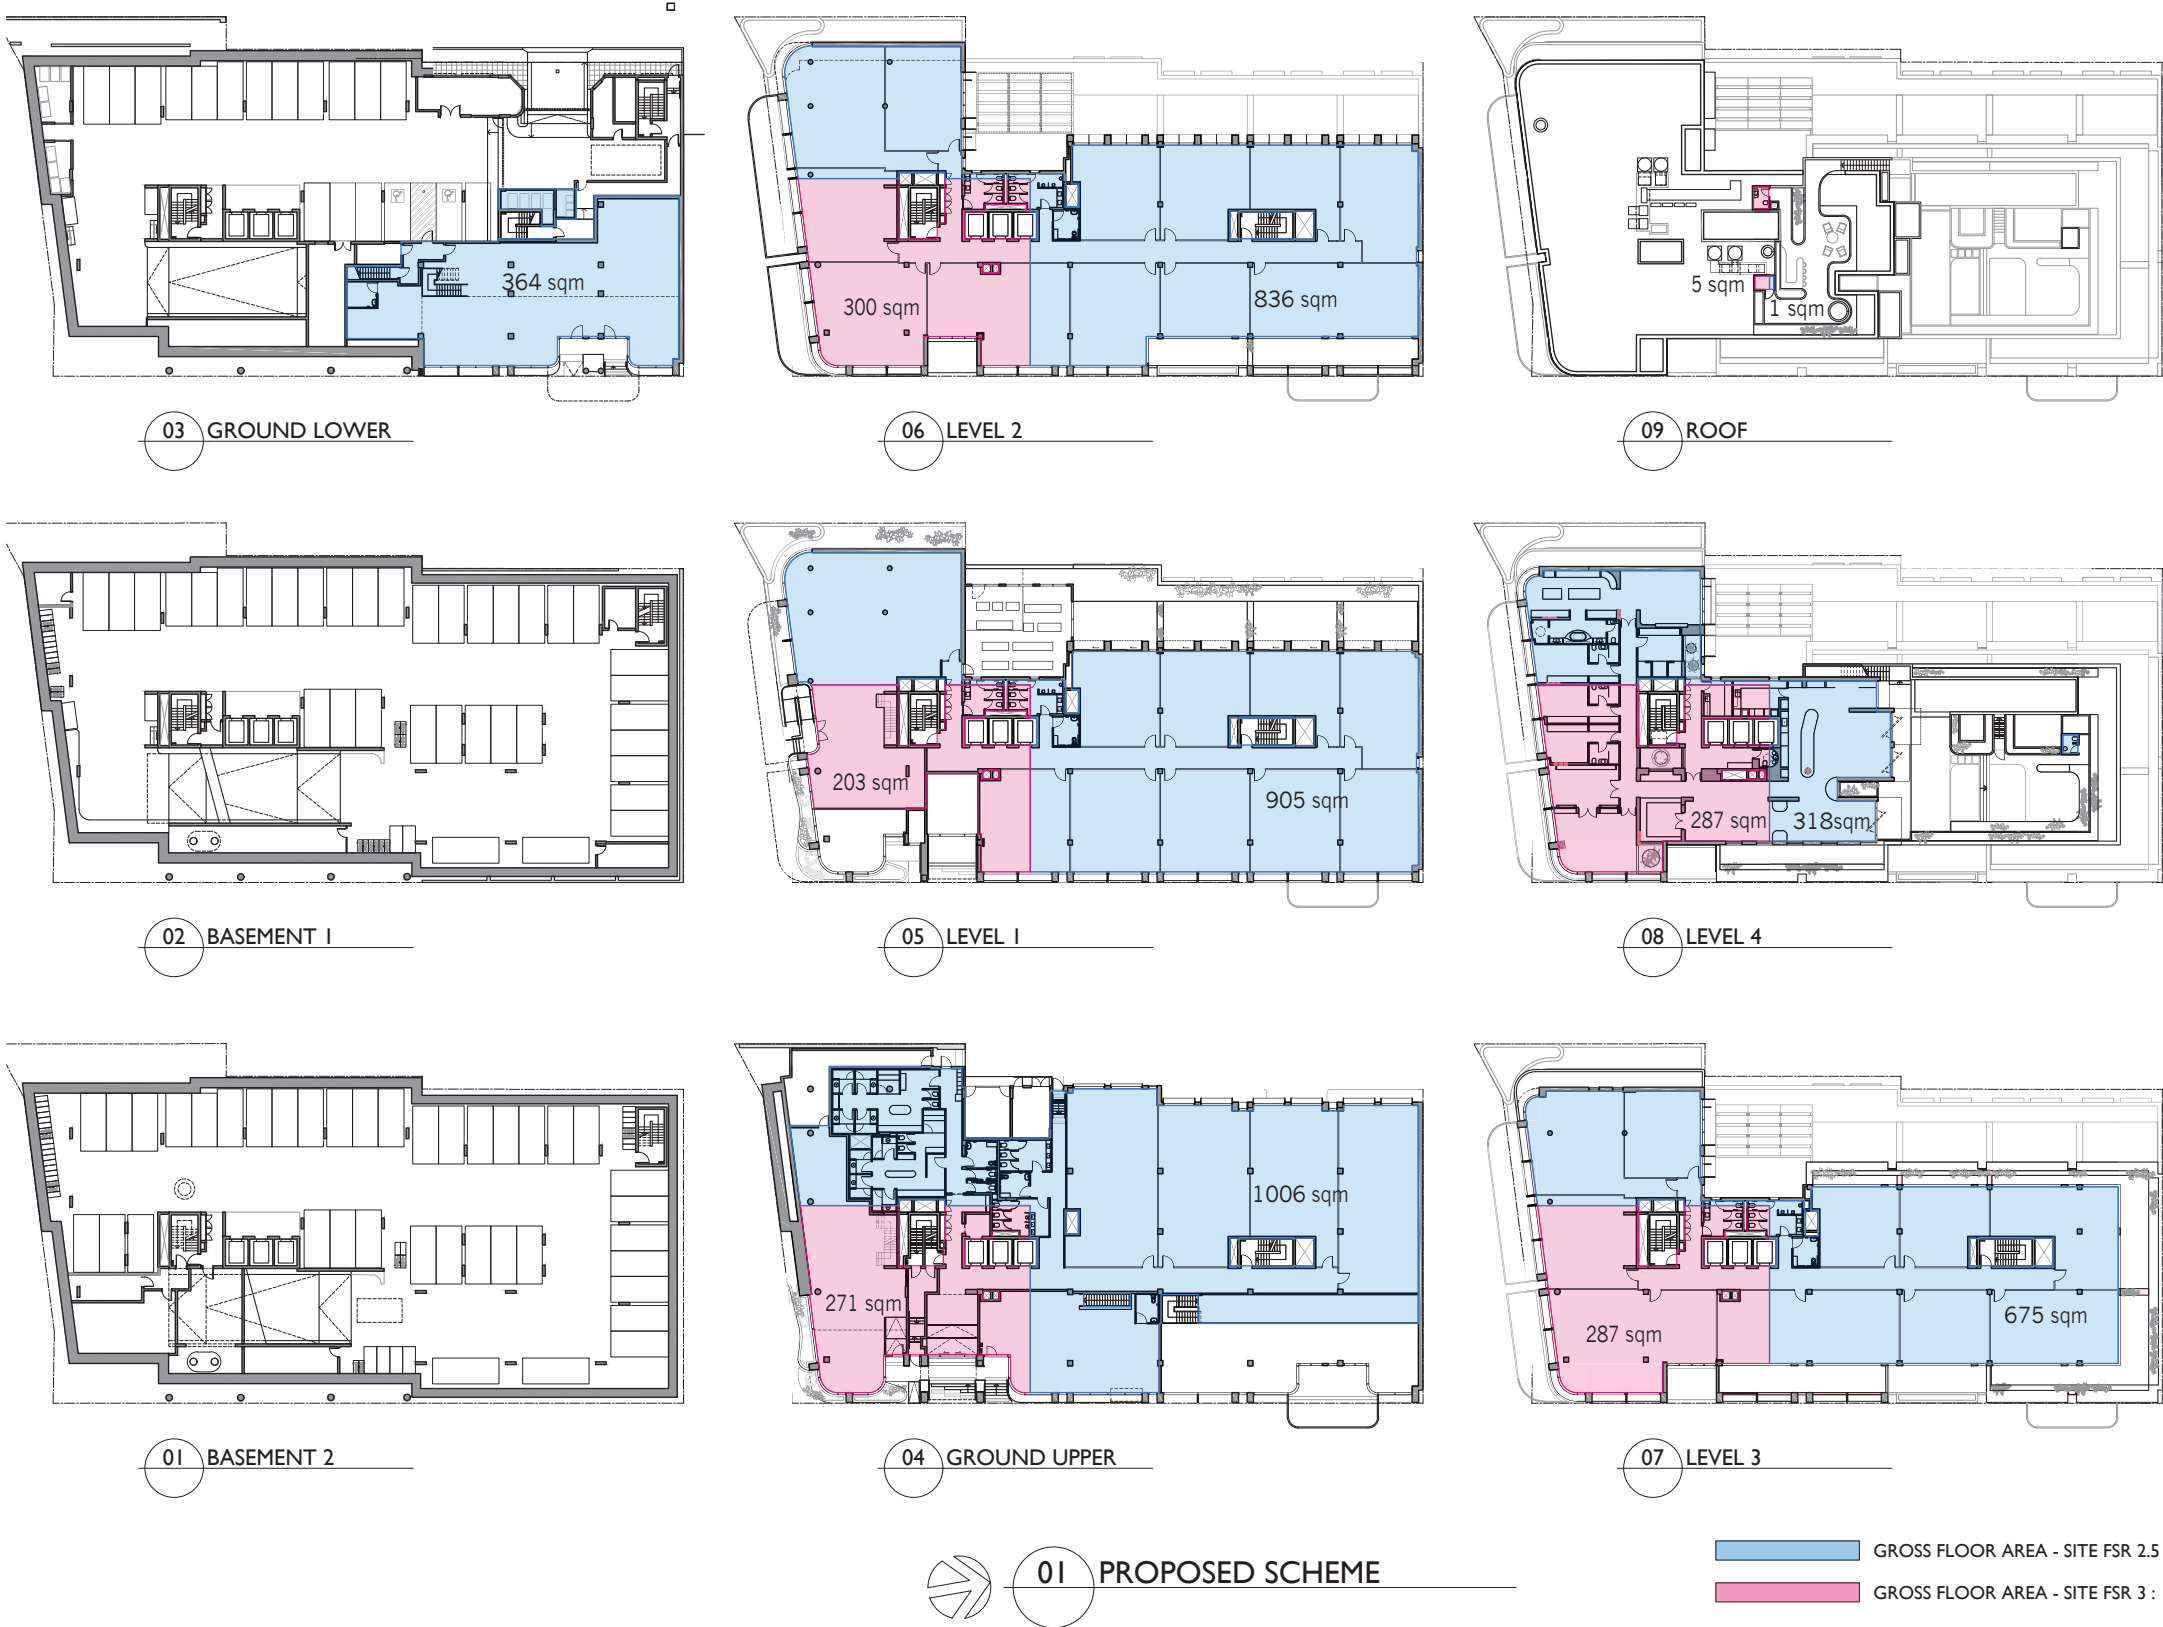 364 sqm
300 sqm
836 sqm
5 sqm
1 sqm
03 GROUND LOWER
06 LEVEL 2
09 ROOF
203 sqm
905 sqm
287 sqm
318sqm
02 BASEMENT 1
05 LEVEL 1
08 LEVEL 4
271 sqm
1006 sqm
287 sqm
675 sqm
01 BASEMENT 2
04 GROUND UPPER
07 LEVEL 3
01 PROPOSED SCHEME
GROSS FLOOR AREA - SITE FSR 2.5
GROSS FLOOR AREA - SITE FSR 3 :